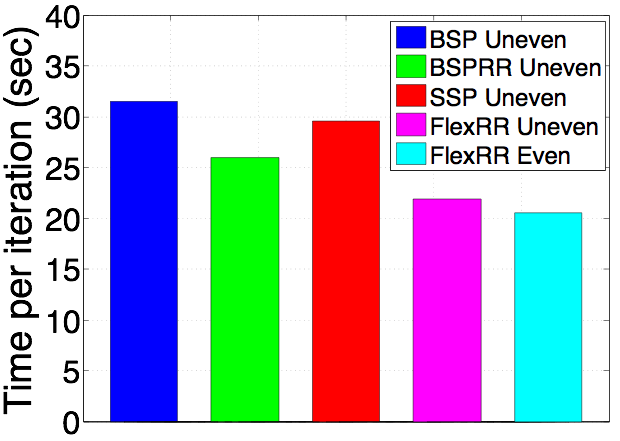 Time per iteration (sec)
40
35
30
25
20
15
10
5
0
BSP Uneven
BSPRR Uneven
SSP Uneven
FlexRR Uneven
FlexRR Even